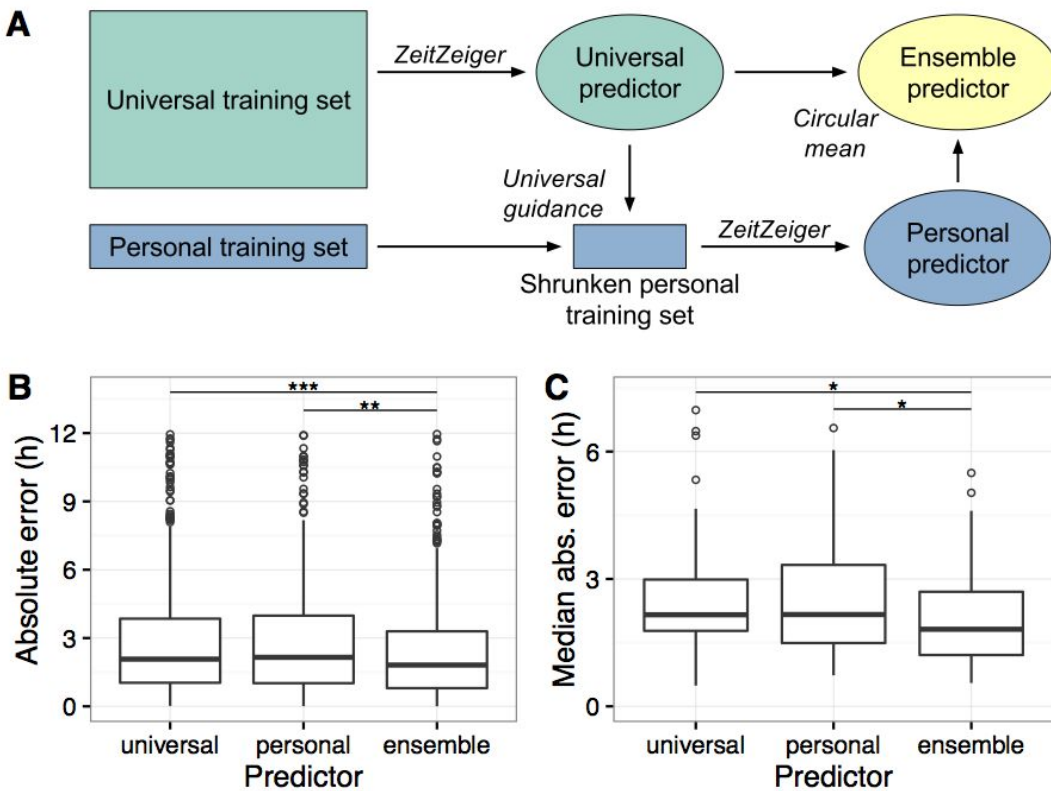 A
Universal training set
ZeitZeiger
Universal
predictor
Ensemble
predictor
Circular
mean
Universal
guidance
Personal training set
ZeitZeiger
Personal
predictor
Shrunken personal
training set
B
Absolute error (h)
12
9
6
3
0
***
**
universal personal ensemble
Predictor
C
Median abs. error (h)
6
3
0
*
*
universal personal ensemble
Predictor